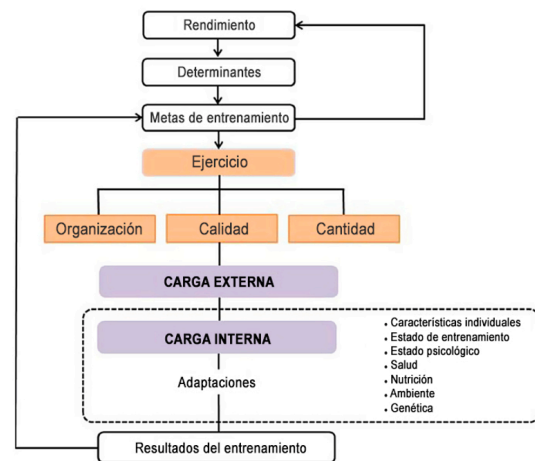 Rendimiento
Determinantes
Metas de entrenamiento
Ejercicio
Organización
Calidad
Cantidad
CARGA EXTERNA
CARGA INTERNA
Adaptaciones
• Características individuales
• Estado de entrenamiento
• Estado psicológico
• Salud
• Nutrición
• Ambiente
• Genética
Resultados del entrenamiento